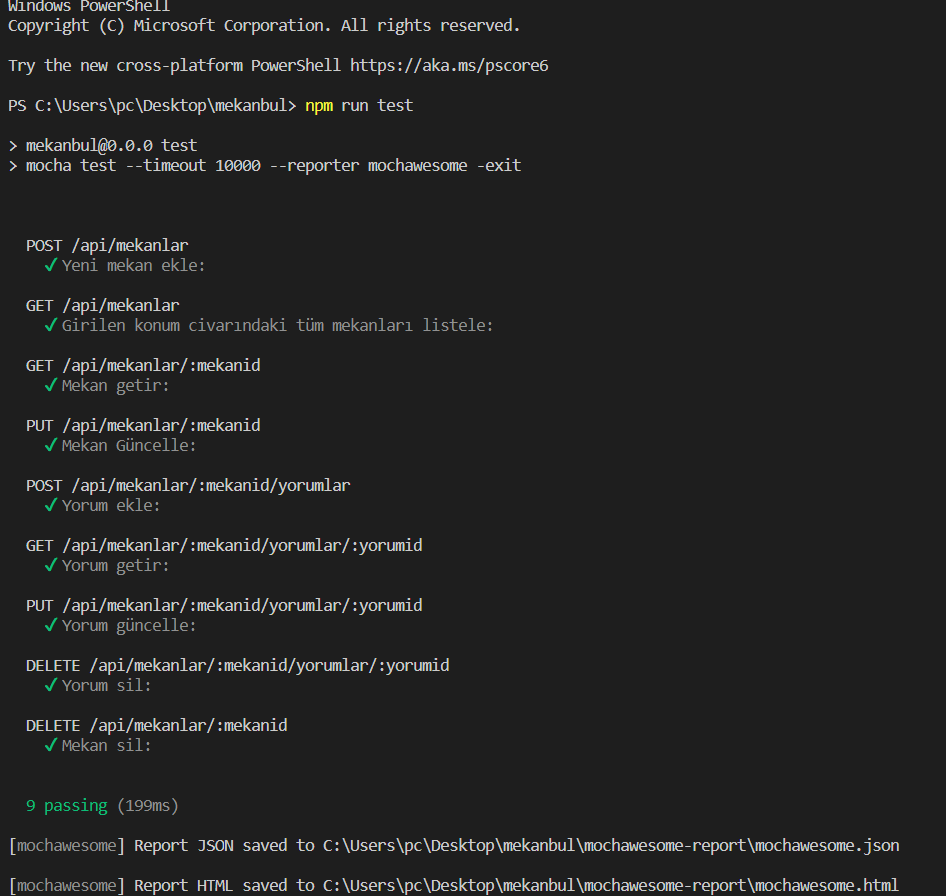 Windows PowerShell
Copyright (C) Microsoft Corporation. All rights reserved.
Try the new cross-platform PowerShell https://aka.ms/pscore6
PS C:\Users\pc\Desktop\mekanbul> npm run test
> mekanbul@0.0.0 test
> mocha test --timeout 10000 --reporter mochawesome -exit
POST /api/mekanlar
✓ Yeni mekan ekle:
GET /api/mekanlar
✓ Girilen konum civarındaki tüm mekanları listele:
GET /api/mekanlar/:mekanid
✓ Mekan getir:
PUT /api/mekanlar/:mekanid
✓ Mekan Güncelle:
POST /api/mekanlar/:mekanid/yorumlar
✓ Yorum ekle:
GET /api/mekanlar/:mekanid/yorumlar/:yorumid
✓ Yorum getir:
PUT /api/mekanlar/:mekanid/yorumlar/:yorumid
✓ Yorum güncelle:
DELETE /api/mekanlar/:mekanid/yorumlar/:yorumid
✓ Yorum sil:
DELETE /api/mekanlar/:mekanid
✓ Mekan sil:
9 passing (199ms)
[mochawesome] Report JSON saved to C:\Users\pc\Desktop\mekanbul\mochawesome-report\mochawesome.json
[mochawesome] Report HTML saved to C:\Users\pc\Desktop\mekanbul\mochawesome-report\mochawesome.html